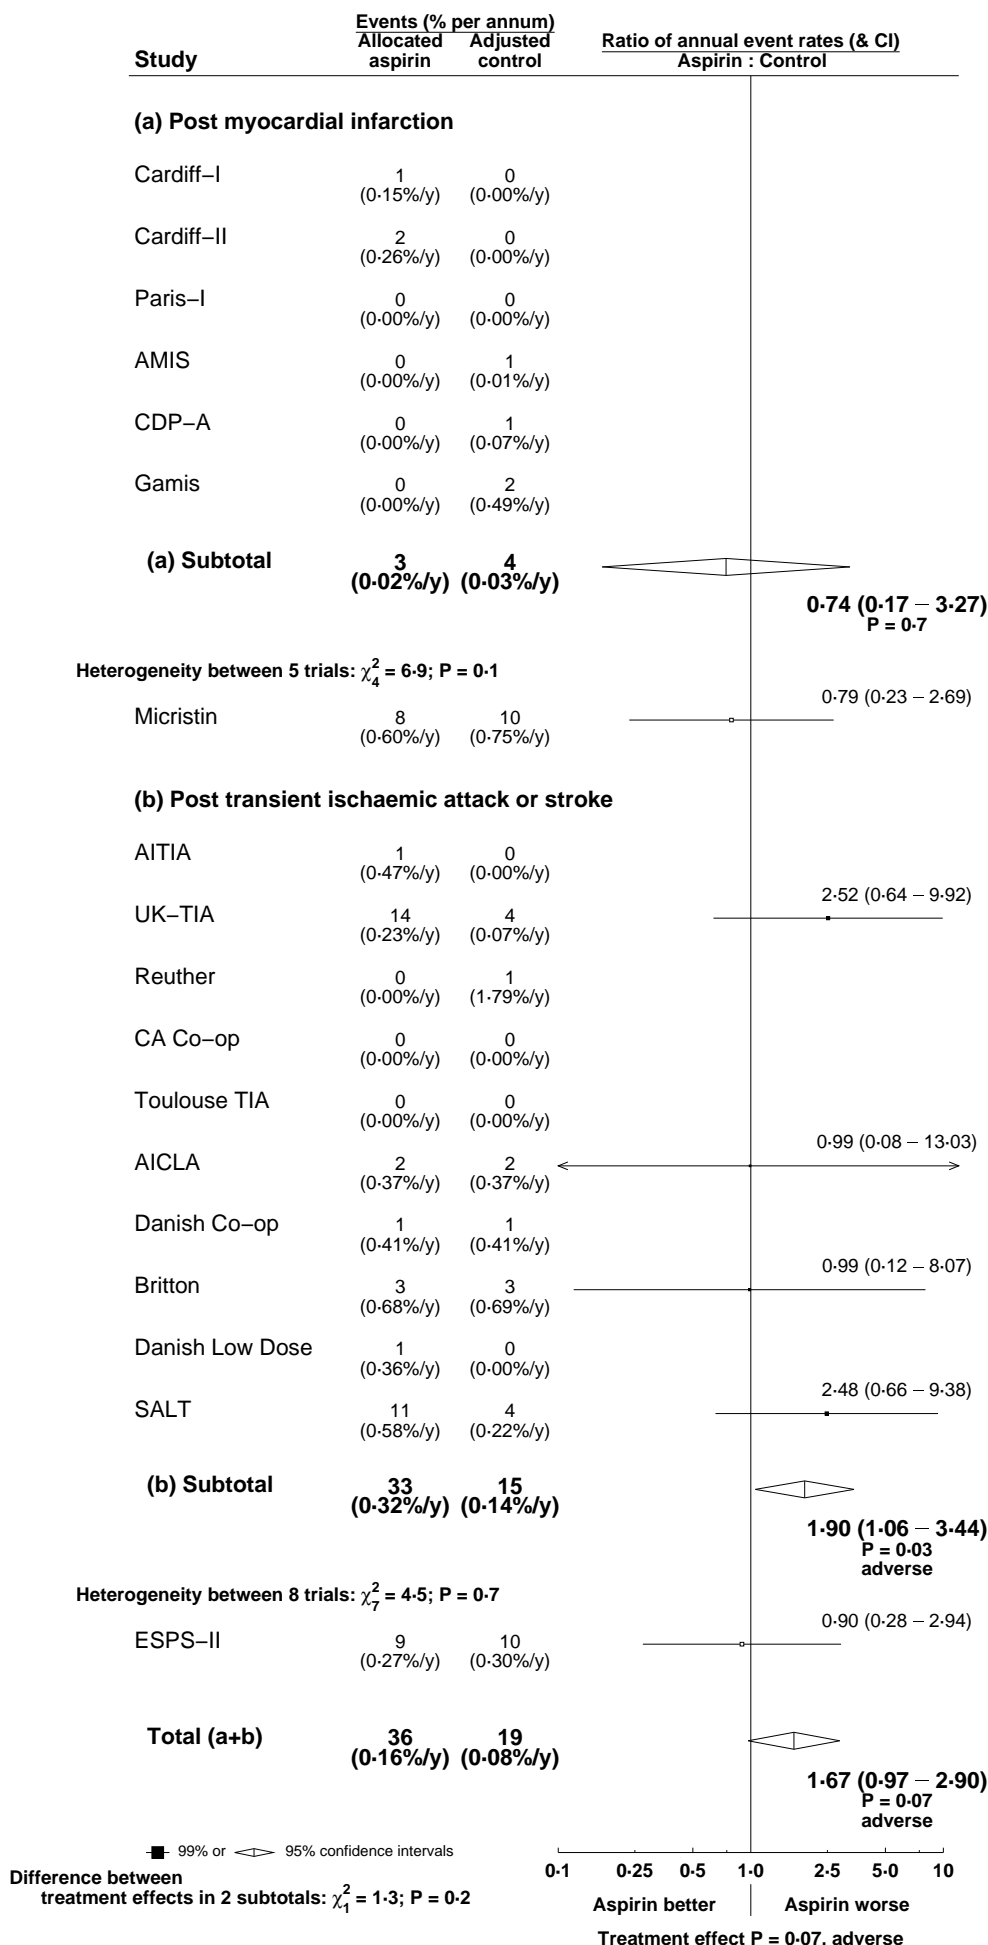 Events (% per annum)
Allocated Adjusted Ratio of annual event rates (& CI)
Study aspirin control Aspirin : Control
(a) Post myocardial infarction
Cardiff–I 1 0
(0·15%/y) (0·00%/y)
Cardiff–II 2 0
(0·26%/y) (0·00%/y)
Paris–I 0 0
(0·00%/y) (0·00%/y)
AMIS 0 1
(0·00%/y) (0·01%/y)
CDP–A 0 1
(0·00%/y) (0·07%/y)
Gamis 0 2
(0·00%/y) (0·49%/y)
(a) Subtotal 3 4
(0·02%/y) (0·03%/y)
0·74 (0·17 – 3·27)
P = 0·7
Heterogeneity between 5 trials: χ²₄ = 6·9; P = 0·1
0·79 (0·23 – 2·69)
Micristin 8 10
(0·60%/y) (0·75%/y)
(b) Post transient ischaemic attack or stroke
AITIA 1 0
(0·47%/y) (0·00%/y)
2·52 (0·64 – 9·92)
UK–TIA 14 4
(0·23%/y) (0·07%/y)
Reuther 0 1
(0·00%/y) (1·79%/y)
CA Co–op 0 0
(0·00%/y) (0·00%/y)
Toulouse TIA 0 0
(0·00%/y) (0·00%/y)
0·99 (0·08 – 13·03)
AICLA 2 2
(0·37%/y) (0·37%/y)
Danish Co–op 1 1
(0·41%/y) (0·41%/y)
0·99 (0·12 – 8·07)
Britton 3 3
(0·68%/y) (0·69%/y)
Danish Low Dose 1 0
(0·36%/y) (0·00%/y)
2·48 (0·66 – 9·38)
SALT 11 4
(0·58%/y) (0·22%/y)
(b) Subtotal 33 15
(0·32%/y) (0·14%/y)
1·90 (1·06 – 3·44)
P = 0·03
adverse
Heterogeneity between 8 trials: χ²₇ = 4·5; P = 0·7
0·90 (0·28 – 2·94)
ESPS–II 9 10
(0·27%/y) (0·30%/y)
Total (a+b) 36 19
(0·16%/y) (0·08%/y)
1·67 (0·97 – 2·90)
P = 0·07
adverse
99% or 95% confidence intervals
0·1 0·25 0·5 1·0 2·5 5·0 10
Difference between
treatment effects in 2 subtotals: χ²₁ = 1·3; P = 0·2
Aspirin better Aspirin worse
Treatment effect P = 0·07, adverse